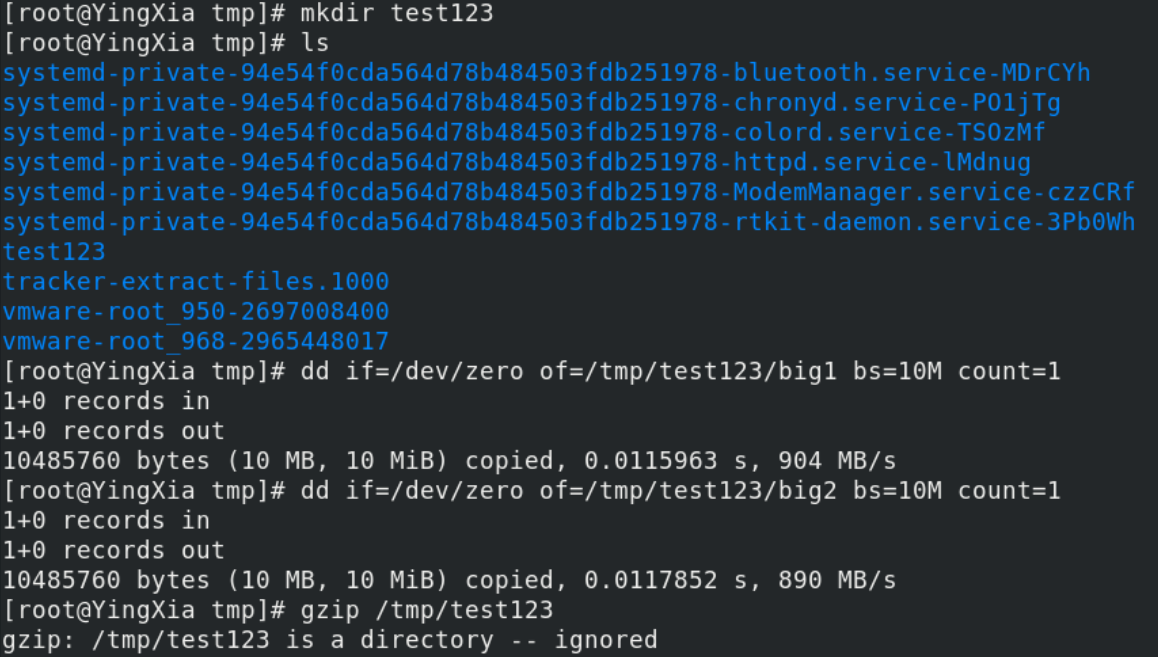 [root@YingXia tmp]# mkdir test123
[root@YingXia tmp]# ls
systemd-private-94e54f0cda564d78b484503fdb251978-bluetooth.service-MDrCYh
systemd-private-94e54f0cda564d78b484503fdb251978-chronyd.service-PO1jTg
systemd-private-94e54f0cda564d78b484503fdb251978-colord.service-TSOzMf
systemd-private-94e54f0cda564d78b484503fdb251978-httpd.service-lMdnug
systemd-private-94e54f0cda564d78b484503fdb251978-ModemManager.service-czzCRf
systemd-private-94e54f0cda564d78b484503fdb251978-rtkit-daemon.service-3Pb0Wh
test123
tracker-extract-files.1000
vmware-root_950-2697008400
vmware-root_968-2965448017
[root@YingXia tmp]# dd if=/dev/zero of=/tmp/test123/big1 bs=10M count=1
1+0 records in
1+0 records out
10485760 bytes (10 MB, 10 MiB) copied, 0.0115963 s, 904 MB/s
[root@YingXia tmp]# dd if=/dev/zero of=/tmp/test123/big2 bs=10M count=1
1+0 records in
1+0 records out
10485760 bytes (10 MB, 10 MiB) copied, 0.0117852 s, 890 MB/s
[root@YingXia tmp]# gzip /tmp/test123
gzip: /tmp/test123 is a directory -- ignored